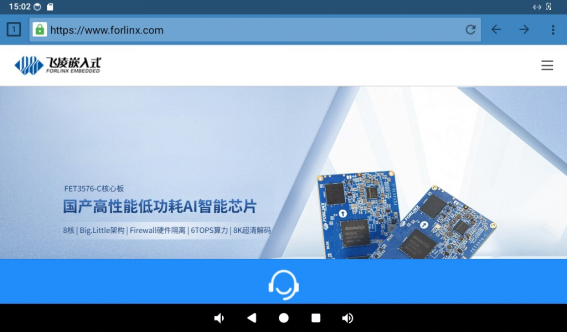 15:02
1
https://www.forlinx.com
飞凌嵌入式
FORLINX EMBEDDED
FET3576-C核心板
国产高性能低功耗AI智能芯片
8核 | Big.Little架构 | Firewall硬件隔离 | 6TOPS算力 | 8K超清解码